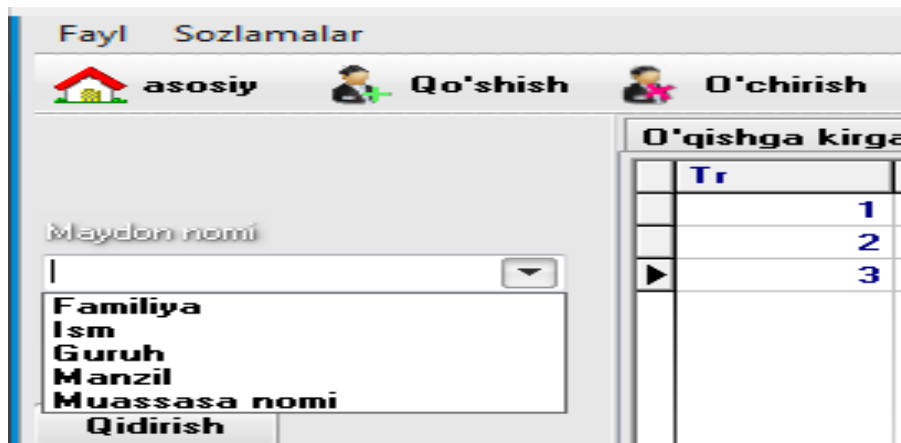 Fayl Sozlamalar
asosiy Qo'shish O'chirish
O'qishga kirga
Tr
1
2
3
Maydon nomi
Familiya
Ism
Guruh
Manzil
Muassasa nomi
Qidirish